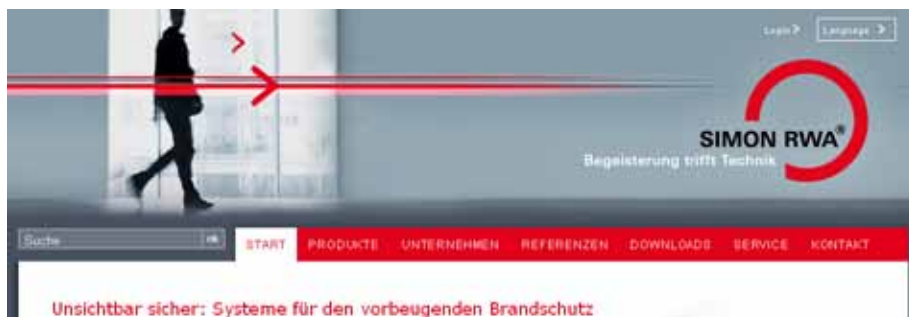 Login
Language
SIMON RWA®
Begeisterung trifft Technik
Suche ok
START PRODUKTE UNTERNEHMEN REFERENZEN DOWNLOADS SERVICE KONTAKT
Unsichtbar sicher: Systeme für den vorbeugenden Brandschutz